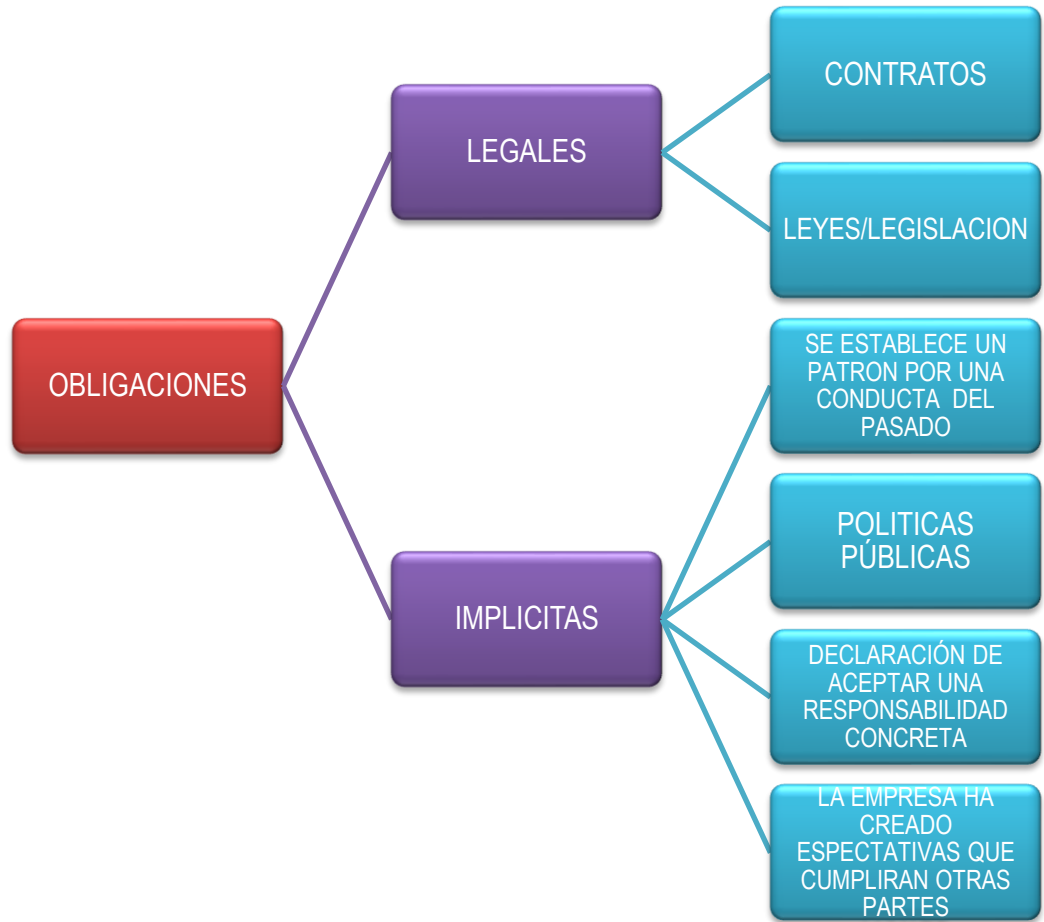 CONTRATOS
LEGALES
LEYES/LEGISLACION
OBLIGACIONES
SE ESTABLECE UN
PATRON POR UNA
CONDUCTA DEL
PASADO
POLITICAS
PÚBLICAS
IMPLICITAS
DECLARACIÓN DE
ACEPTAR UNA
RESPONSABILIDAD
CONCRETA
LA EMPRESA HA
CREADO
ESPECTATIVAS QUE
CUMPLIRAN OTRAS
PARTES